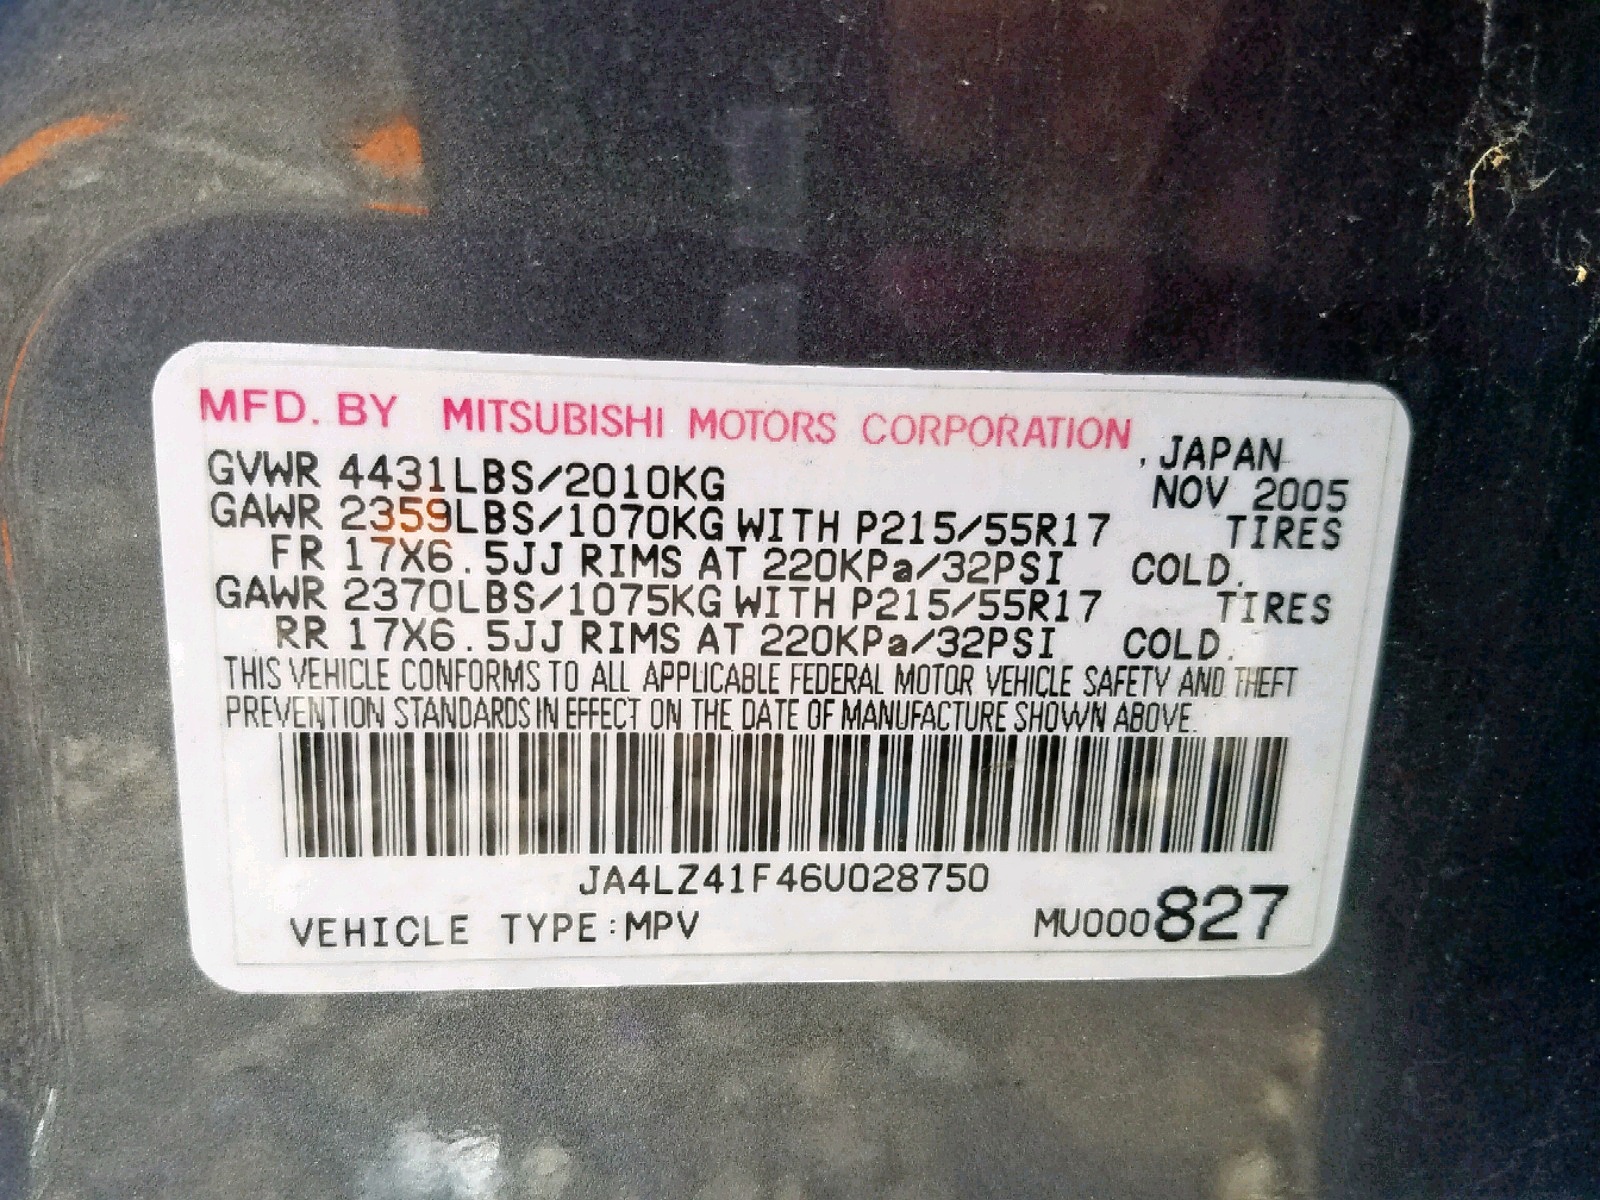 MFD. BY MITSUBISHI MOTORS CORPORATION , JAPAN
GVWR 4431LBS/2010KG NOV 2005
GAWR 2359LBS/1070KG WITH P215/55R17 TIRES
FR 17X6.5JJ RIMS AT 220KPa/32PSI COLD.
GAWR 2370LBS/1075KG WITH P215/55R17 TIRES
RR 17X6.5JJ RIMS AT 220KPa/32PSI COLD.
THIS VEHICLE CONFORMS TO ALL APPLICABLE FEDERAL MOTOR VEHICLE SAFETY AND THEFT
PREVENTION STANDARDS IN EFFECT ON THE DATE OF MANUFACTURE SHOWN ABOVE.
JA4LZ41F46U028750
VEHICLE TYPE:MPV MU000827